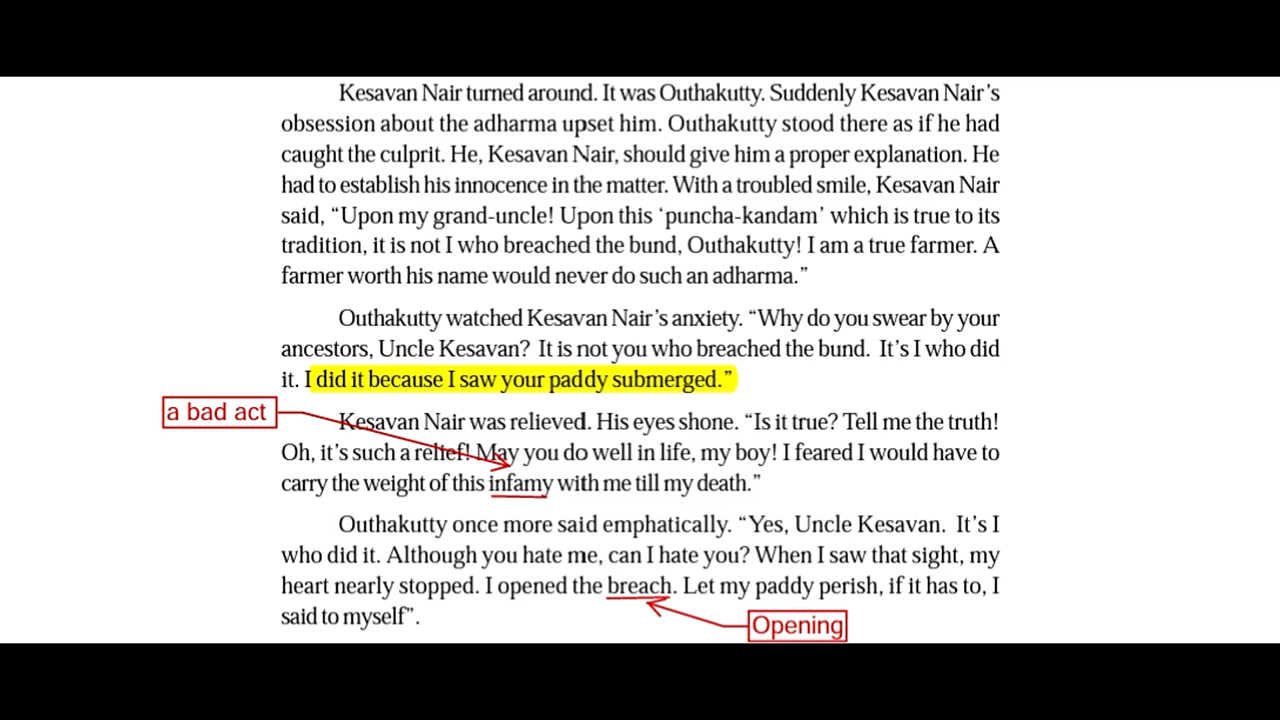 Kesavan Nair turned around. It was Outhakutty. Suddenly Kesavan Nair's
obsession about the adharma upset him. Outhakutty stood there as if he had
caught the culprit. He, Kesavan Nair, should give him a proper explanation. He
had to establish his innocence in the matter. With a troubled smile, Kesavan Nair
said, “Upon my grand-uncle! Upon this ‘puncha-kandam’ which is true to its
tradition, it is not I who breached the bund, Outhakutty! I am a true farmer. A
farmer worth his name would never do such an adharma.”
Outhakutty watched Kesavan Nair's anxiety. “Why do you swear by your
ancestors, Uncle Kesavan? It is not you who breached the bund. It's I who did
it. I did it because I saw your paddy submerged.”
a bad act
Kesavan Nair was relieved. His eyes shone. “Is it true? Tell me the truth!
Oh, it's such a relief! May you do well in life, my boy! I feared I would have to
carry the weight of this infamy with me till my death.”
Outhakutty once more said emphatically. “Yes, Uncle Kesavan. It's I
who did it. Although you hate me, can I hate you? When I saw that sight, my
heart nearly stopped. I opened the breach. Let my paddy perish, if it has to, I
said to myself”.
Opening